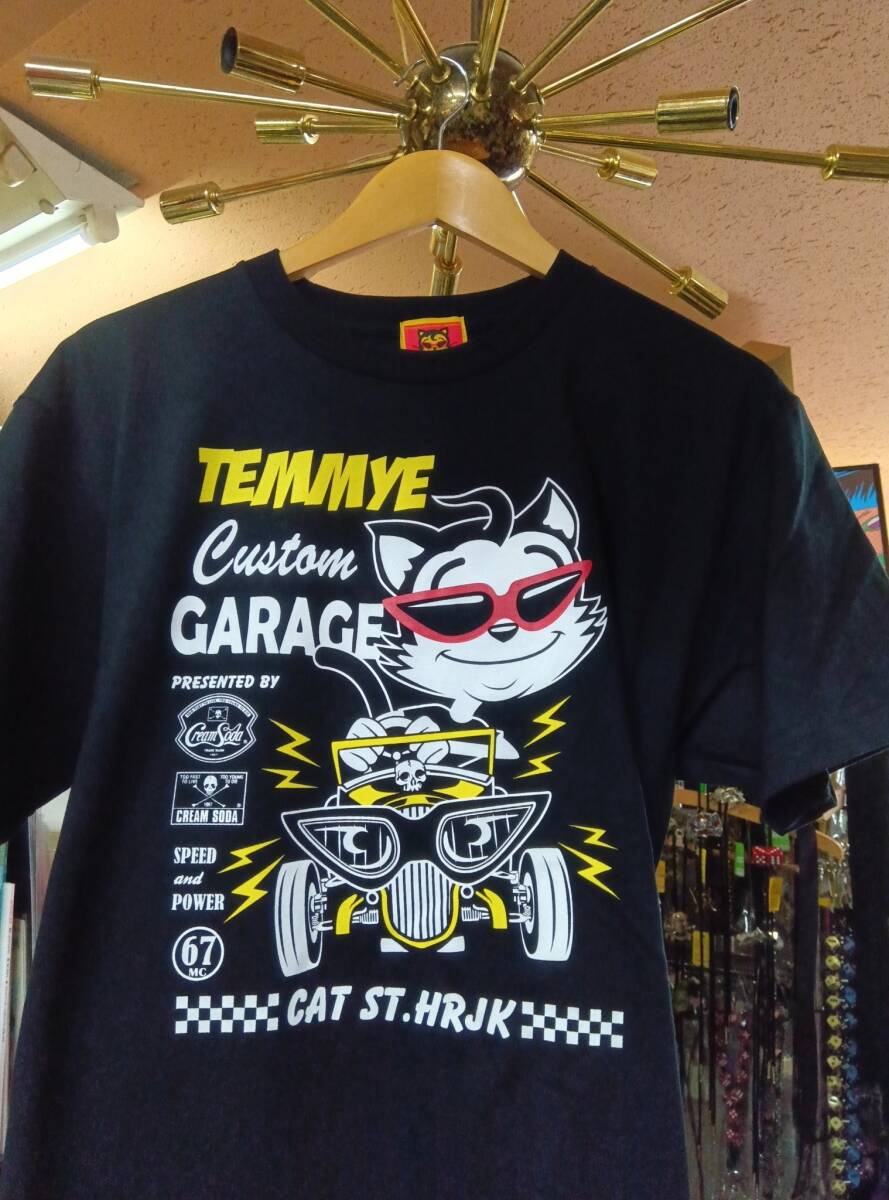 TEMMYE
Custom
GARAGE
PRESENTED BY
Cream Soda
TOO FAST TO LIVE
TOO YOUNG TO DIE
CREAM SODA
SPEED
and
POWER
67
MC
CAT ST.HRJK